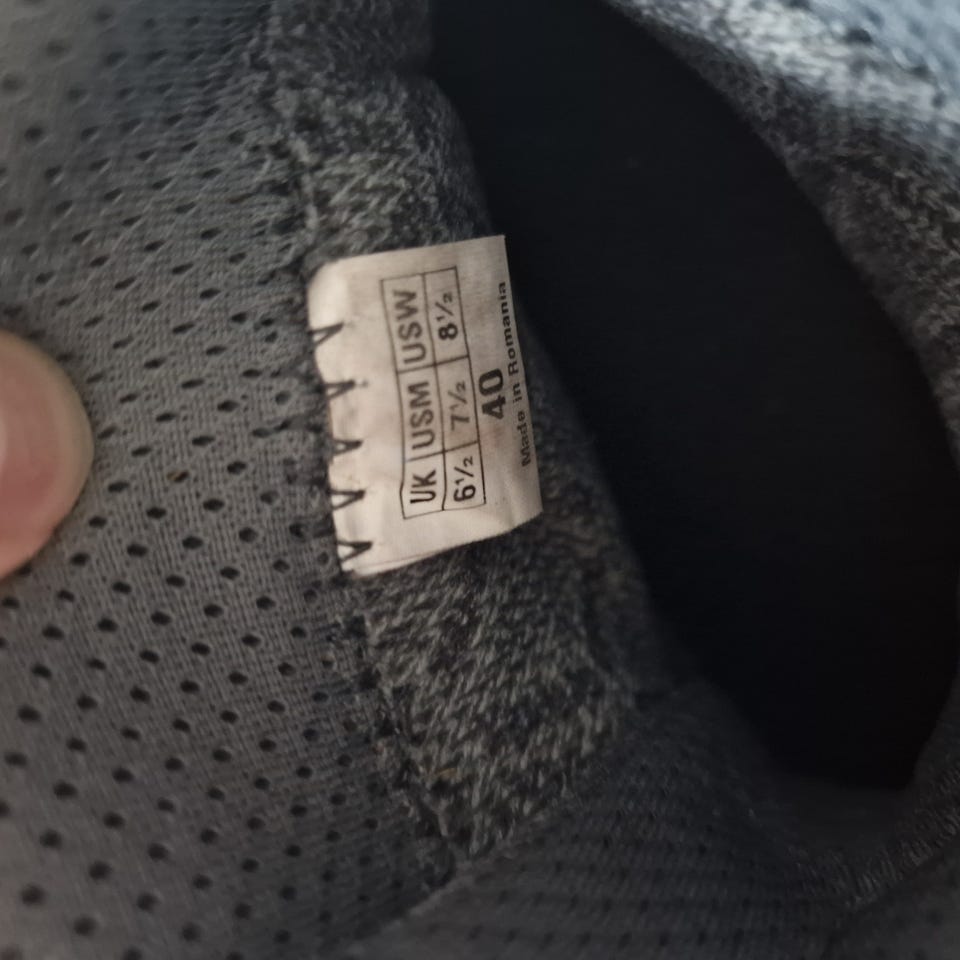 UK USM USW
6½ 7½ 8½
40
Made in Romania